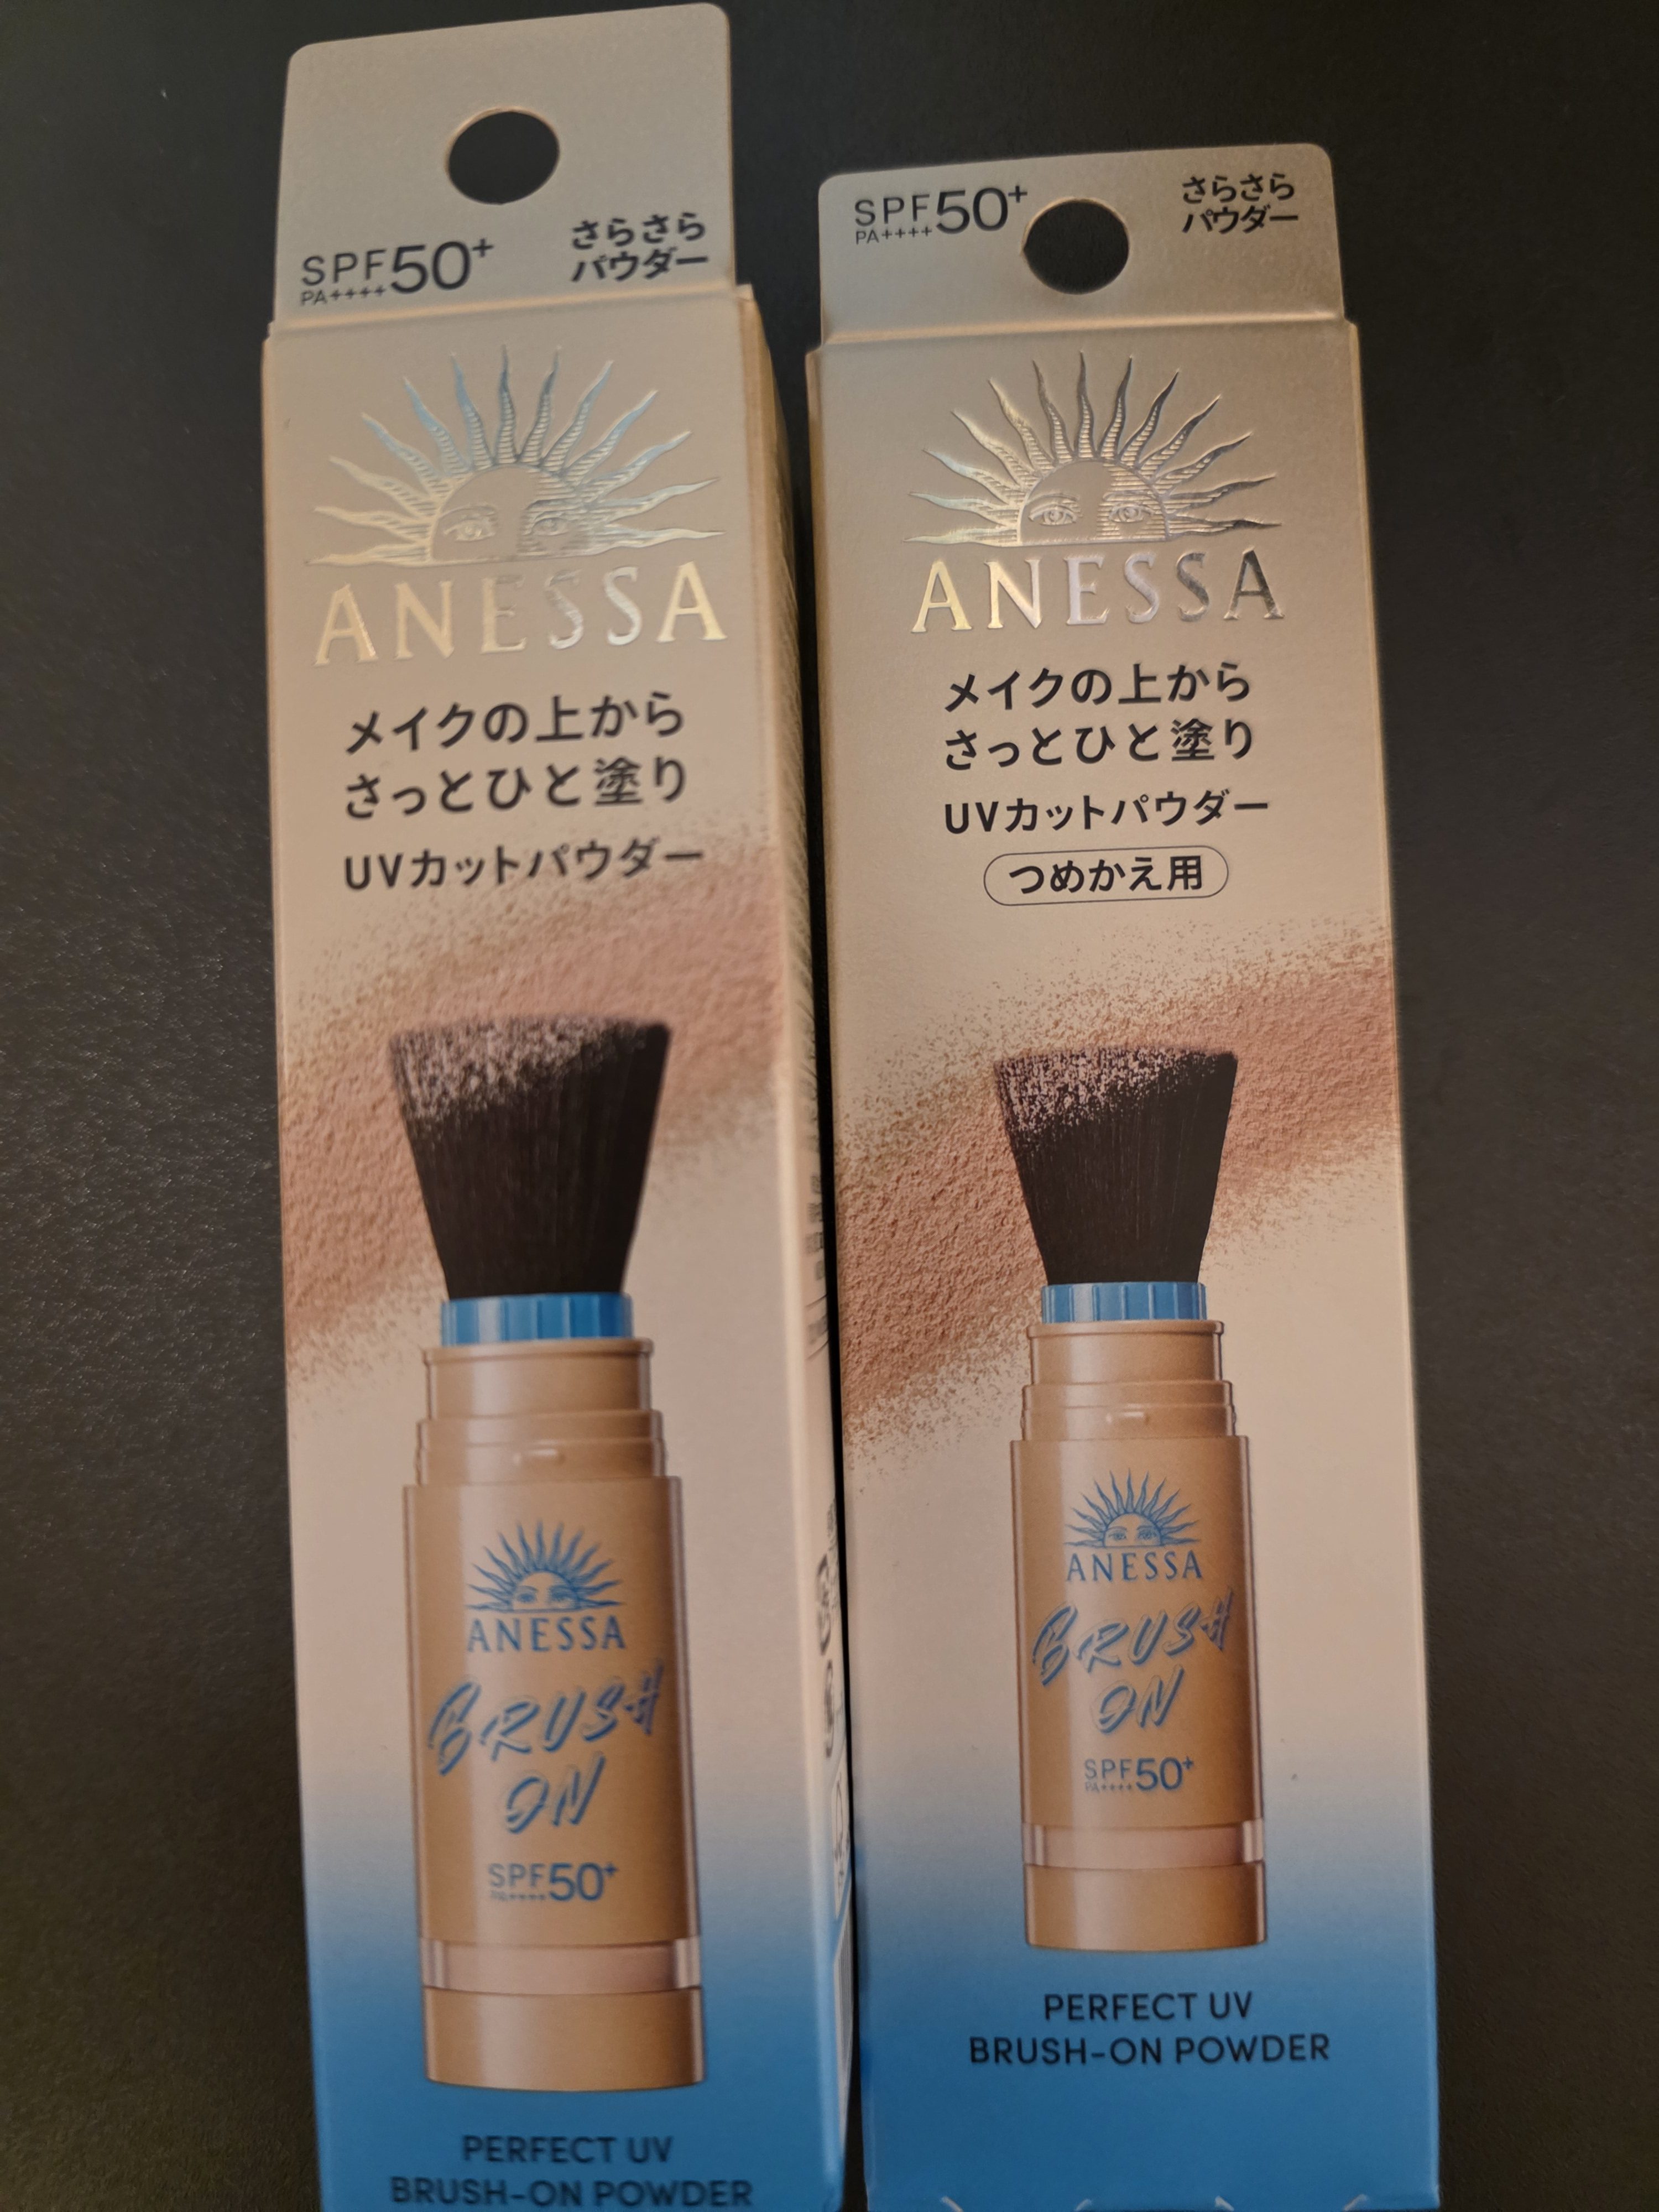 SPF50+
PA++++
さらさら
パウダー
ANESSA
メイクの上から
さっとひと塗り
UVカットパウダー
ANESSA
BRUSH
ON
SPF50+
PA++++
PERFECT UV
BRUSH-ON POWDER
SPF50+
PA++++
さらさら
パウダー
ANESSA
メイクの上から
さっとひと塗り
UVカットパウダー
つめかえ用
ANESSA
BRUSH
ON
SPF50+
PA++++
PERFECT UV
BRUSH-ON POWDER